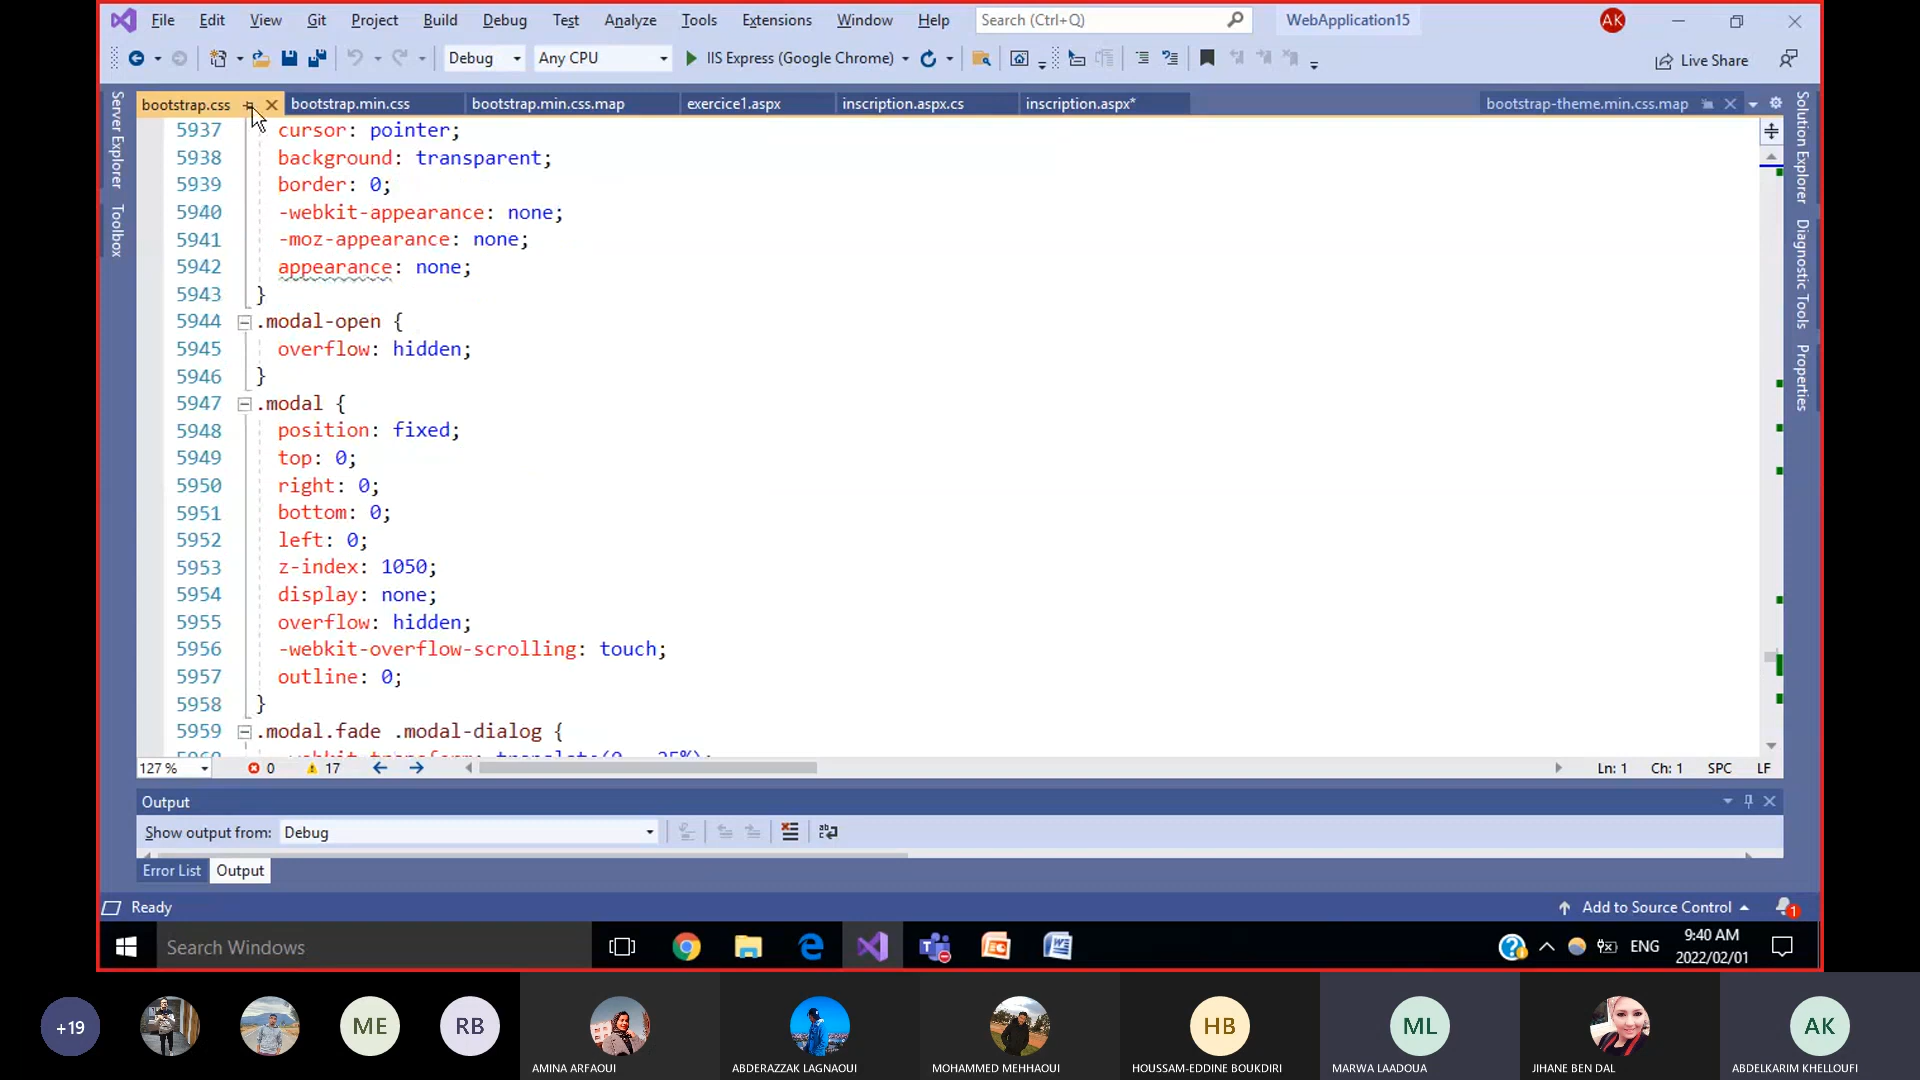 File Edit View Git Project Build Debug Test Analyze Tools Extensions Window Help Search (Ctrl+Q) WebApplication15 AK
Debug Any CPU IIS Express (Google Chrome) Live Share
bootstrap.css bootstrap.min.css bootstrap.min.css.map exercice1.aspx inscription.aspx.cs inscription.aspx* bootstrap-theme.min.css.map
Server Explorer
Toolbox
Solution Explorer
Diagnostic Tools
Properties
5937 cursor: pointer;
5938 background: transparent;
5939 border: 0;
5940 -webkit-appearance: none;
5941 -moz-appearance: none;
5942 appearance: none;
5943 }
5944 .modal-open {
5945 overflow: hidden;
5946 }
5947 .modal {
5948 position: fixed;
5949 top: 0;
5950 right: 0;
5951 bottom: 0;
5952 left: 0;
5953 z-index: 1050;
5954 display: none;
5955 overflow: hidden;
5956 -webkit-overflow-scrolling: touch;
5957 outline: 0;
5958 }
5959 .modal.fade .modal-dialog {
127 % 0 17 Ln: 1 Ch: 1 SPC LF
Output
Show output from: Debug
Error List Output
Ready Add to Source Control 1
Search Windows ENG 9:40 AM
2022/02/01
+19 ME RB HB ML AK
AMINA ARFAOUI ABDERAZZAK LAGNAOUI MOHAMMED MEHHAOUI HOUSSAM-EDDINE BOUKDIRI MARWA LAADOUA JIHANE BEN DAL ABDELKARIM KHELLOUFI